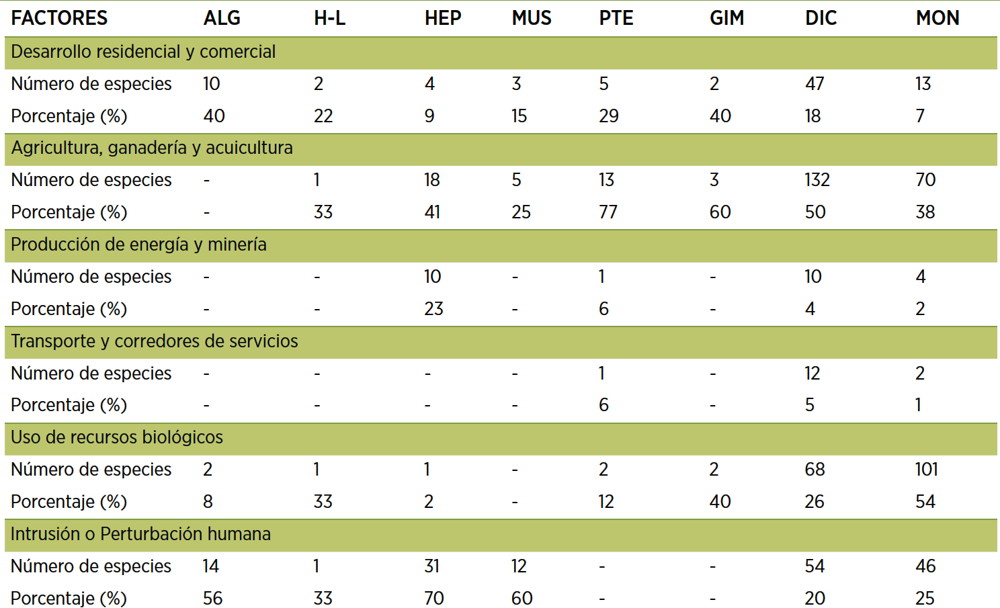 FACTORES ALG H-L HEP MUS PTE GIM DIC MON
Desarrollo residencial y comercial
Número de especies 10 2 4 3 5 2 47 13
Porcentaje (%) 40 22 9 15 29 40 18 7
Agricultura, ganadería y acuicultura
Número de especies - 1 18 5 13 3 132 70
Porcentaje (%) - 33 41 25 77 60 50 38
Producción de energía y minería
Número de especies - - 10 - 1 - 10 4
Porcentaje (%) - - 23 - 6 - 4 2
Transporte y corredores de servicios
Número de especies - - - - 1 - 12 2
Porcentaje (%) - - - - 6 - 5 1
Uso de recursos biológicos
Número de especies 2 1 1 - 2 2 68 101
Porcentaje (%) 8 33 2 - 12 40 26 54
Intrusión o Perturbación humana
Número de especies 14 1 31 12 - - 54 46
Porcentaje (%) 56 33 70 60 - - 20 25